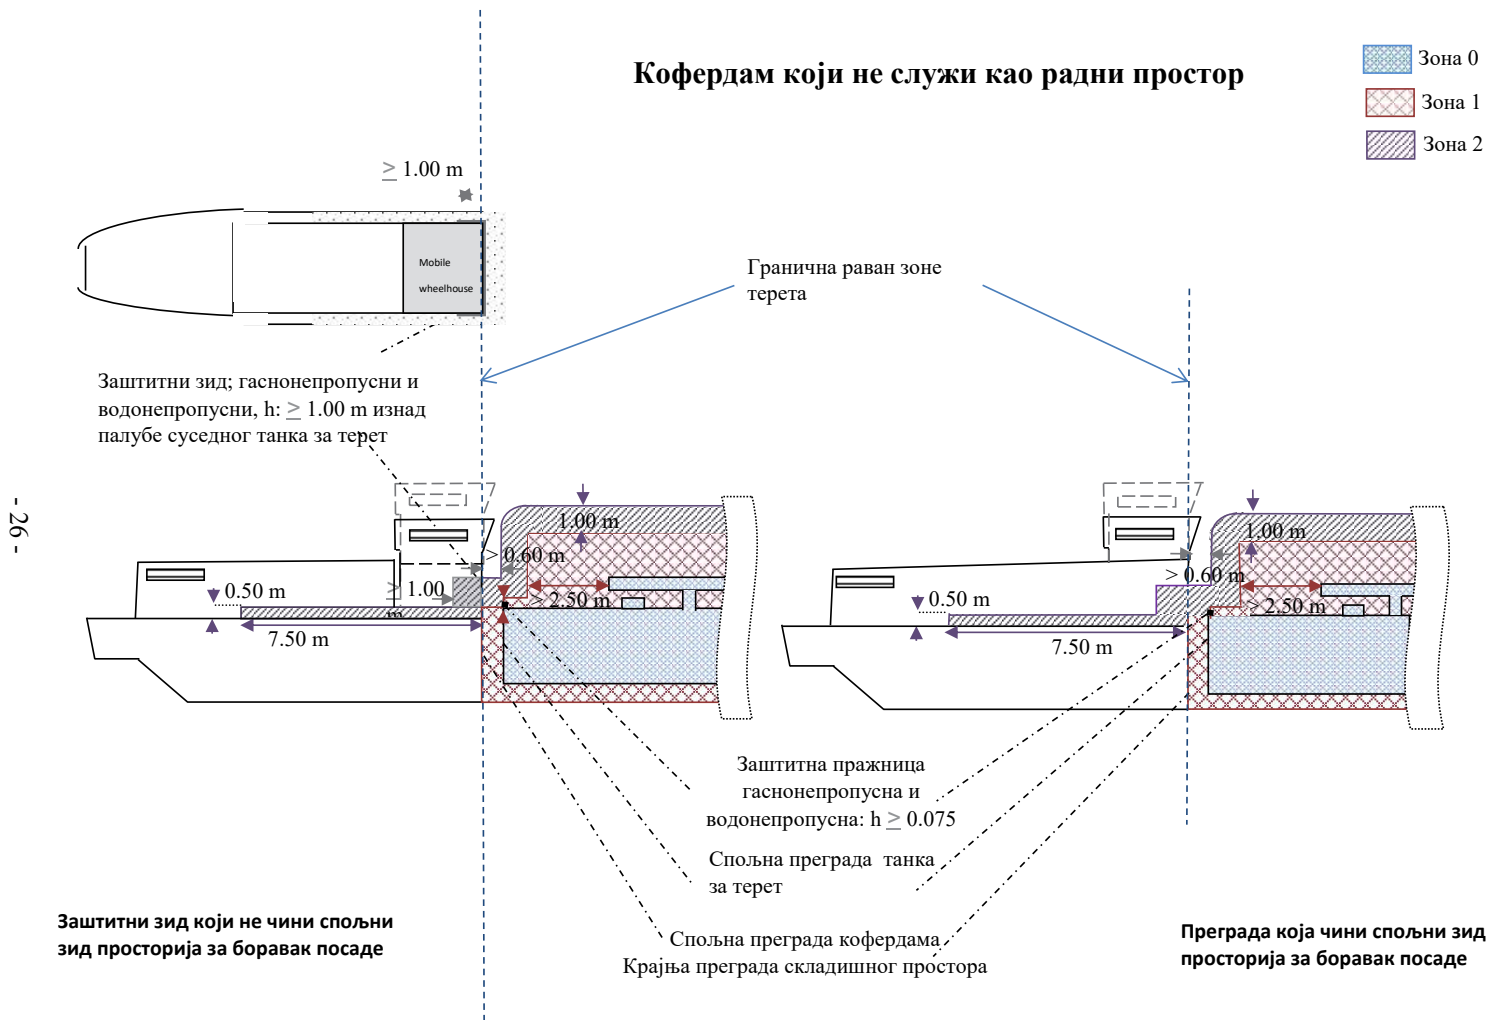 Кофердам који не служи као радни простор
Зона 0
Зона 1
Зона 2
≥ 1.00 m
Mobile
wheelhouse
Гранична раван зоне
терета
Заштитни зид; гаснонепропусни и
водонепропусни, h: ≥ 1.00 m изнад
палубе суседног танка за терет
- 26 -
1.00 m
> 0.60 m
≥ 1.00
m
0.50 m
> 2.50 m
7.50 m
1.00 m
> 0.60 m
0.50 m
> 2.50 m
7.50 m
Заштитна пражница
гаснонепропусна и
водонепропусна: h ≥ 0.075
Спољна преграда танка
за терет
Спољна преграда кофердама
Крајња преграда складишног простора
Заштитни зид који не чини спољни
зид просторија за боравак посаде
Преграда која чини спољни зид
просторија за боравак посаде